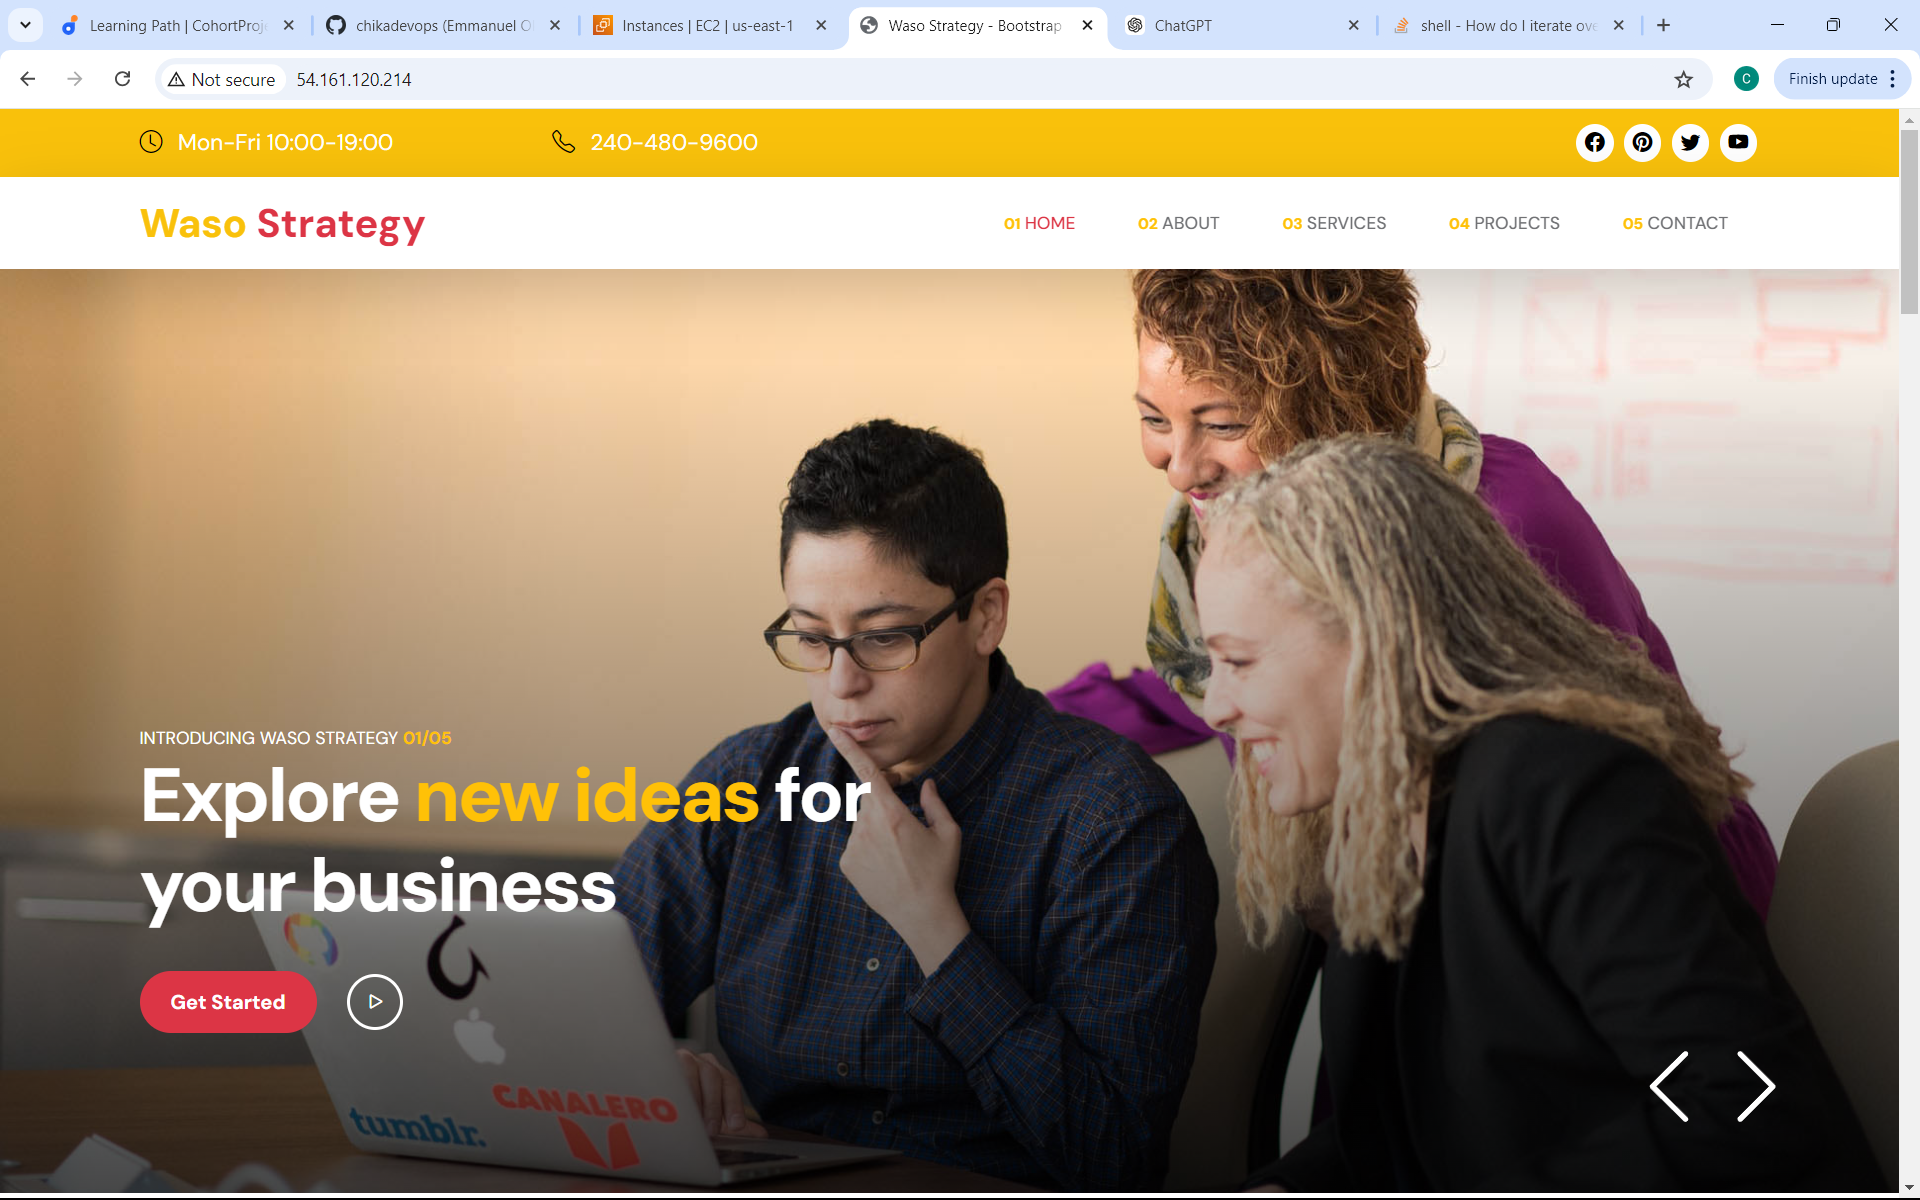 Learning Path | CohortProj
chikadevops (Emmanuel O
Instances | EC2 | us-east-1
Waso Strategy - Bootstrap
ChatGPT
shell - How do I iterate ove
Not secure
54.161.120.214
C
Finish update
Mon-Fri 10:00-19:00
240-480-9600
Waso Strategy
01 HOME
02 ABOUT
03 SERVICES
04 PROJECTS
05 CONTACT
INTRODUCING WASO STRATEGY 01/05
Explore new ideas for
your business
Get Started
CANALERO
tumblr.